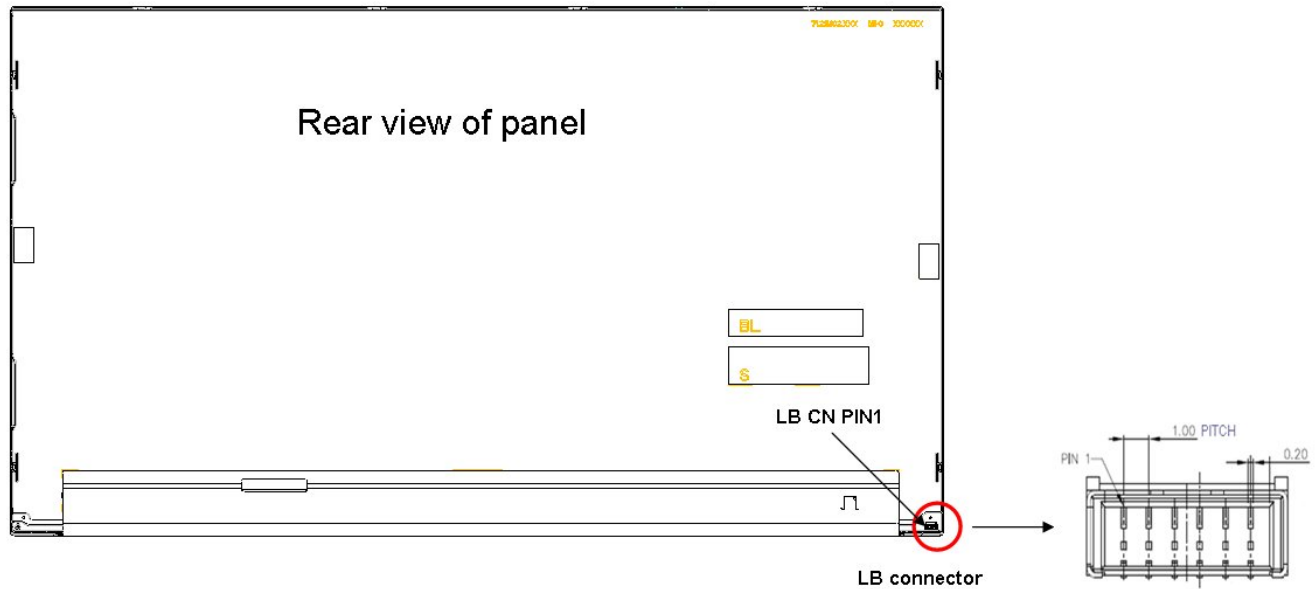 Rear view of panel
BL
S
LB CN PIN1
1.00 PITCH
PIN 1
0.20
LB connector